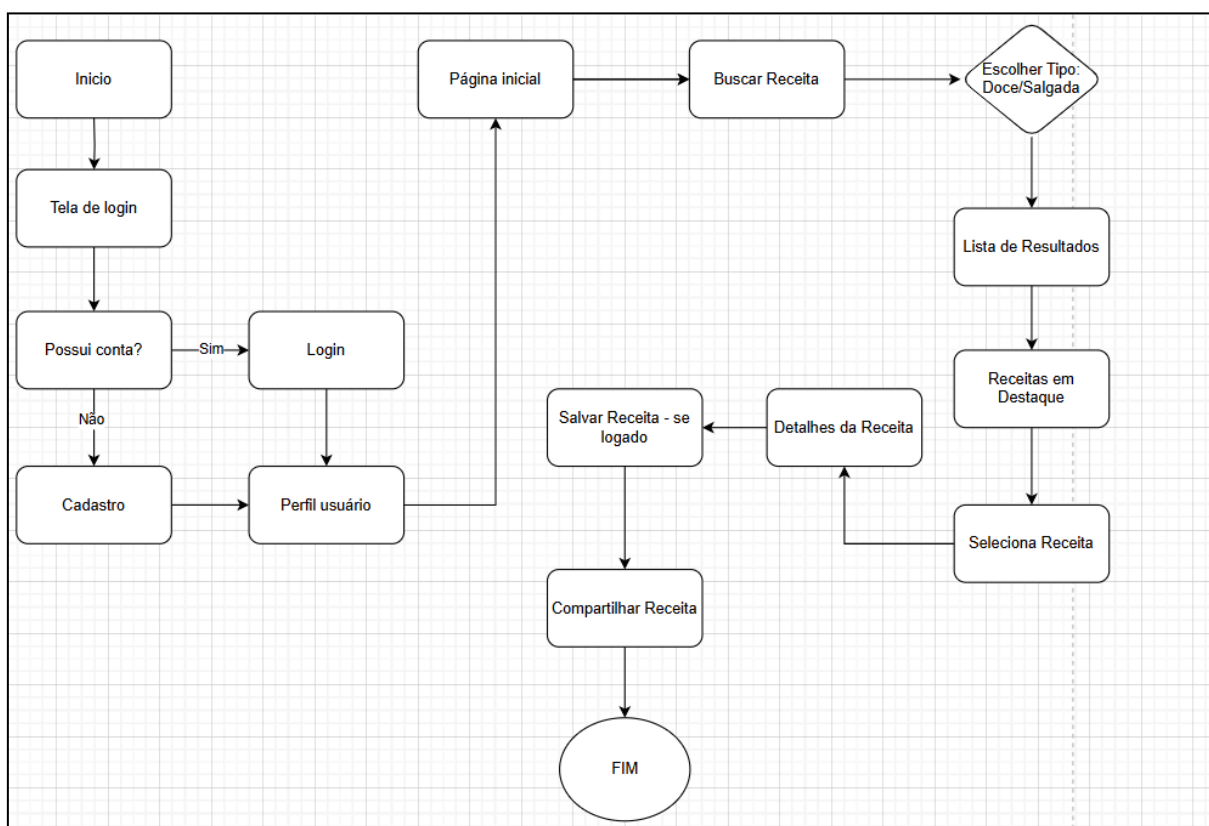 Inicio
Tela de login
Possui conta?
Sim
Login
Não
Cadastro
Perfil usuário
Página inicial
Buscar Receita
Escolher Tipo:
Doce/Salgada
Lista de Resultados
Receitas em
Destaque
Seleciona Receita
Detalhes da Receita
Salvar Receita - se
logado
Compartilhar Receita
FIM